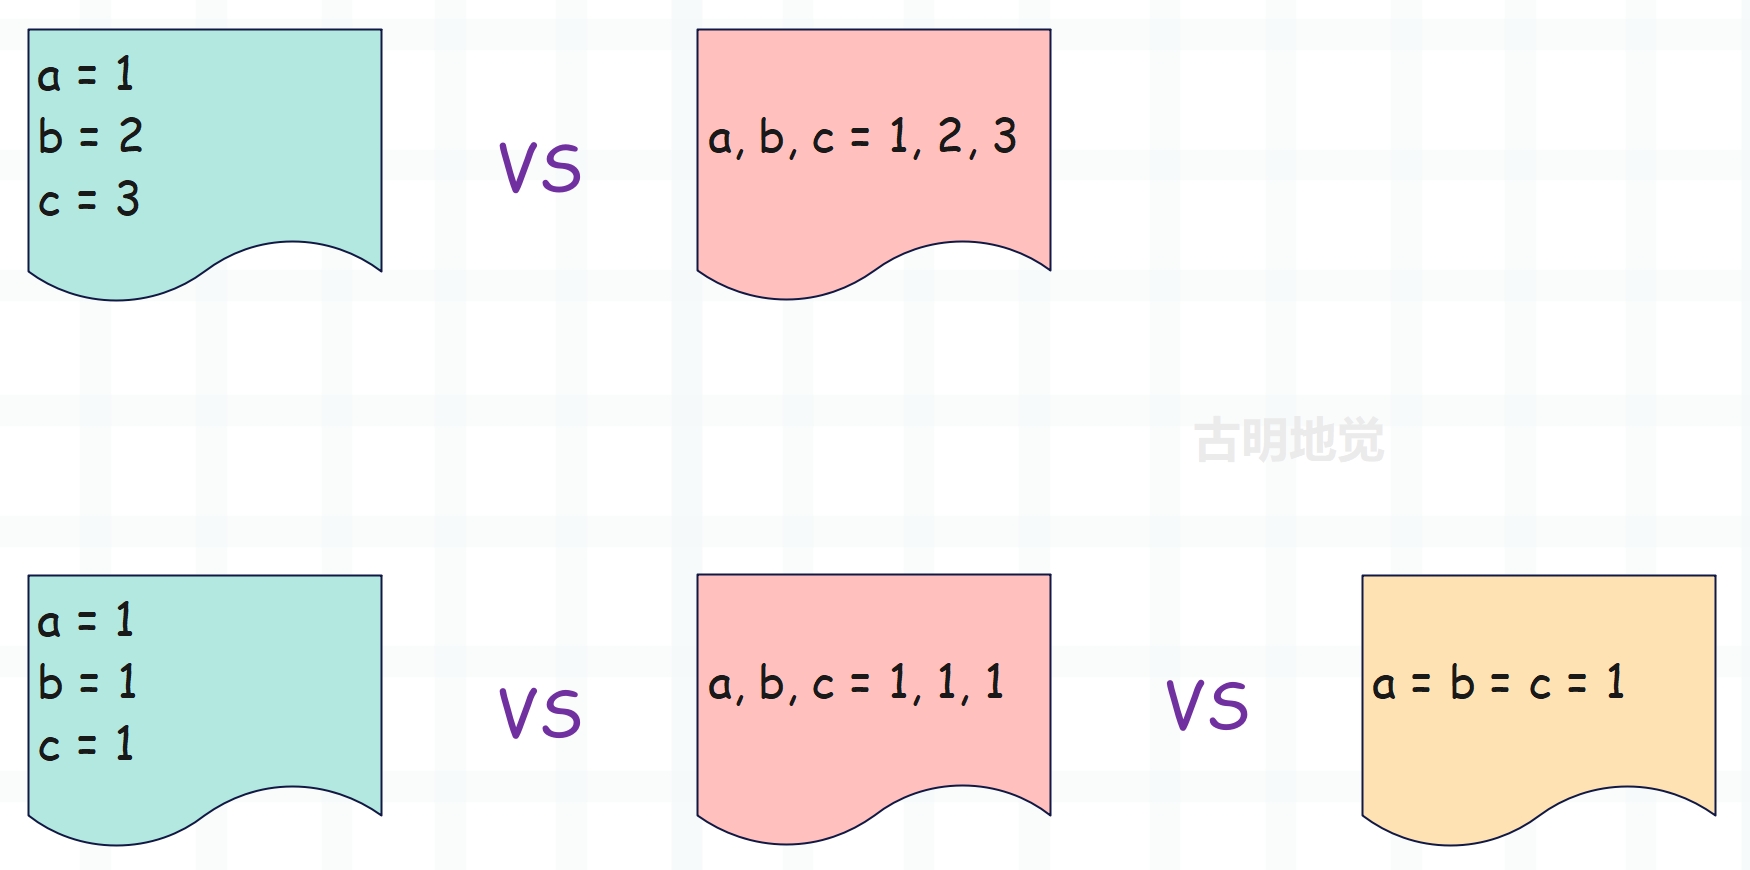 a = 1
b = 2
c = 3
VS
a, b, c = 1, 2, 3
古明地觉
a = 1
b = 1
c = 1
VS
a, b, c = 1, 1, 1
VS
a = b = c = 1